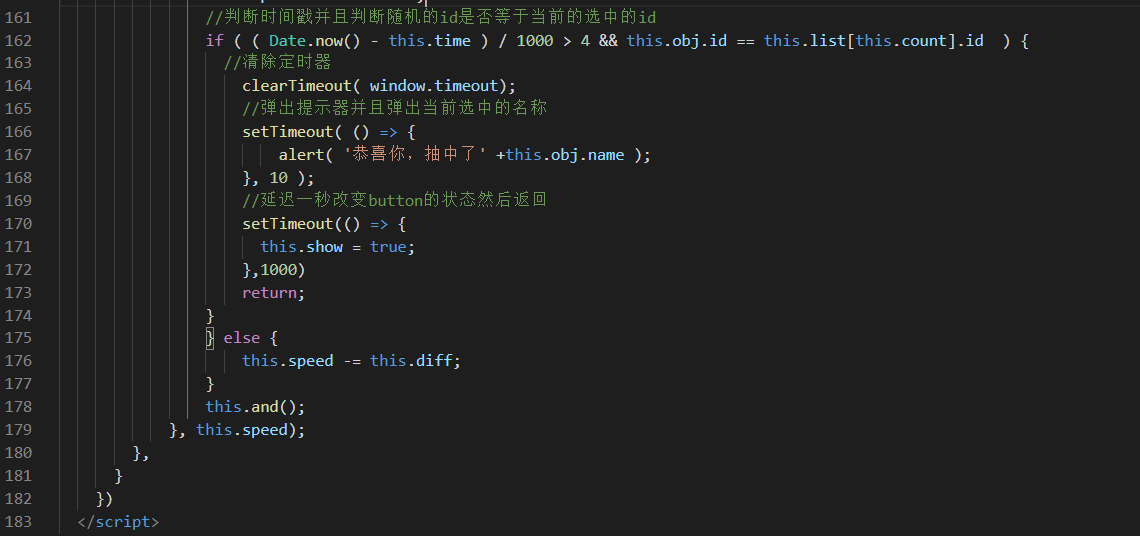 161 //判断时间戳并且判断随机的id是否等于当前的选中的id
162 if ( ( Date.now() - this.time ) / 1000 > 4 && this.obj.id == this.list[this.count].id  ) {
163 //清除定时器
164 clearTimeout( window.timeout);
165 //弹出提示器并且弹出当前选中的名称
166 setTimeout( () => {
167 alert( '恭喜你，抽中了' +this.obj.name );
168 }, 10 );
169 //延迟一秒改变button的状态然后返回
170 setTimeout(() => {
171 this.show = true;
172 },1000)
173 return;
174 }
175 } else {
176 this.speed -= this.diff;
177 }
178 this.and();
179 }, this.speed);
180 },
181 }
182 })
183 </script>